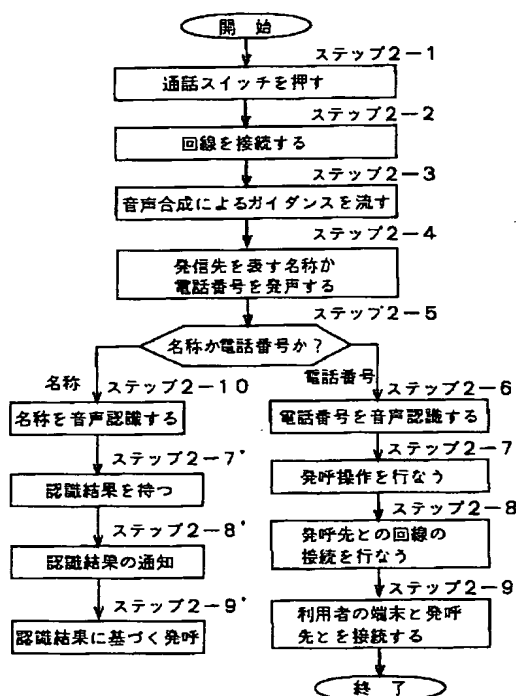 開 始
ステップ2-1
通話スイッチを押す
ステップ2-2
回線を接続する
ステップ2-3
音声合成によるガイダンスを流す
ステップ2-4
発信先を表す名称か
電話番号を発声する
ステップ2-5
名称か電話番号か?
名称
ステップ2-10
名称を音声認識する
ステップ2-7'
認識結果を待つ
ステップ2-8'
認識結果の通知
ステップ2-9'
認識結果に基づく発呼
電話番号
ステップ2-6
電話番号を音声認識する
ステップ2-7
発呼操作を行なう
ステップ2-8
発呼先との回線の
接続を行なう
ステップ2-9
利用者の端末と発呼
先とを接続する
終 了